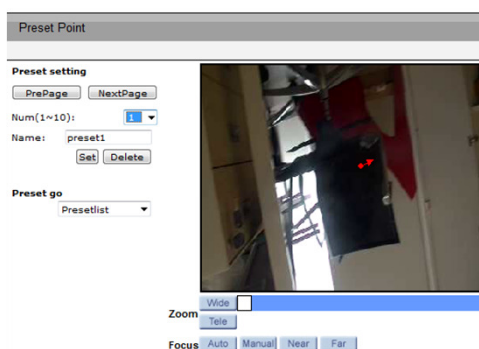 Preset Point
Preset setting
PrePage NextPage
Num(1~10): 1
Name: preset1
Set Delete
Preset go
Presetlist
Wide
Zoom
Tele
Focus Auto Manual Near Far